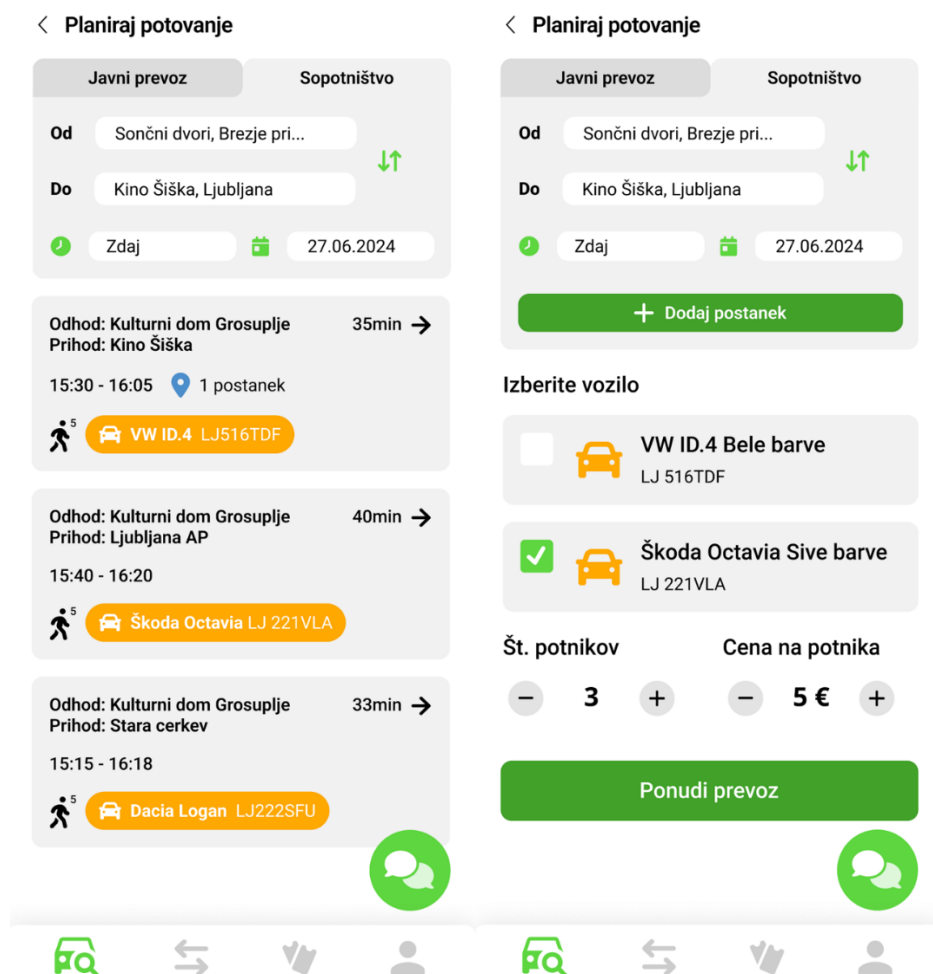 Planiraj potovanje
Javni prevoz
Sopotništvo
Od
Sončni dvori, Brezje pri...
Do
Kino Šiška, Ljubljana
Zdaj
27.06.2024
Odhod: Kulturni dom Grosuplje
35min
Prihod: Kino Šiška
15:30 - 16:05
1 postanek
5
VW ID.4 LJ516TDF
Odhod: Kulturni dom Grosuplje
40min
Prihod: Ljubljana AP
15:40 - 16:20
5
Škoda Octavia LJ 221VLA
Odhod: Kulturni dom Grosuplje
33min
Prihod: Stara cerkev
15:15 - 16:18
5
Dacia Logan LJ222SFU
Planiraj potovanje
Javni prevoz
Sopotništvo
Od
Sončni dvori, Brezje pri...
Do
Kino Šiška, Ljubljana
Zdaj
27.06.2024
+ Dodaj postanek
Izberite vozilo
VW ID.4 Bele barve
LJ 516TDF
Škoda Octavia Sive barve
LJ 221VLA
Št. potnikov
Cena na potnika
− 3 +
− 5 € +
Ponudi prevoz